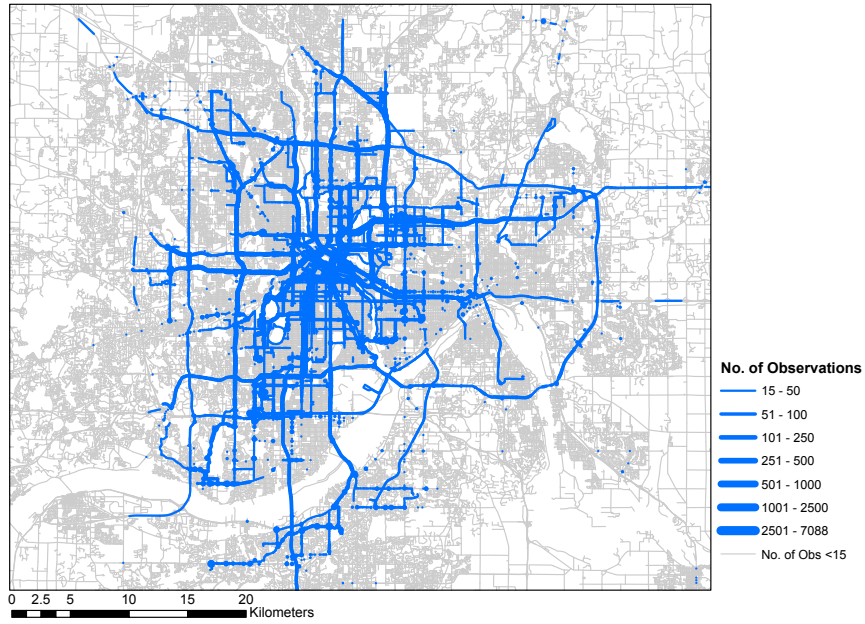 No. of Observations
15 - 50
51 - 100
101 - 250
251 - 500
501 - 1000
1001 - 2500
2501 - 7088
No. of Obs <15
0 2.5 5 10 15 20
Kilometers